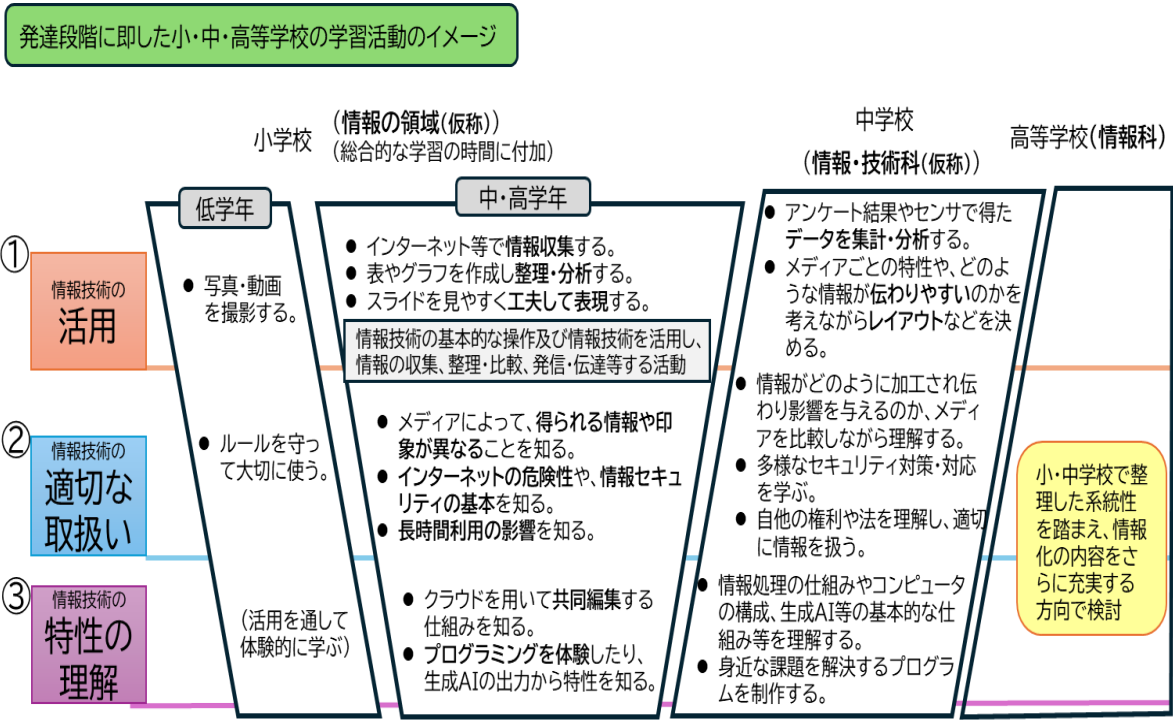 発達段階に即した小・中・高等学校の学習活動のイメージ
小学校
(情報の領域(仮称))
(総合的な学習の時間に付加)
中学校
(情報・技術科(仮称))
高等学校(情報科)
低学年
中・高学年
①
情報技術の
活用
● 写真・動画
を撮影する。
● インターネット等で情報収集する。
● 表やグラフを作成し整理・分析する。
● スライドを見やすく工夫して表現する。
情報技術の基本的な操作及び情報技術を活用し、
情報の収集、整理・比較、発信・伝達等する活動
● アンケート結果やセンサで得た
データを集計・分析する。
● メディアごとの特性や、どのよ
うな情報が伝わりやすいのかを
考えながらレイアウトなどを決
める。
②
情報技術の
適切な
取扱い
● ルールを守っ
て大切に使う。
● メディアによって、得られる情報や印
象が異なることを知る。
● インターネットの危険性や、情報セキュ
リティの基本を知る。
● 長時間利用の影響を知る。
● 情報がどのように加工され伝
わり影響を与えるのか、メディ
アを比較しながら理解する。
● 多様なセキュリティ対策・対応
を学ぶ。
● 自他の権利や法を理解し、適切
に情報を扱う。
③
情報技術の
特性の
理解
(活用を通して
体験的に学ぶ)
● クラウドを用いて共同編集する
仕組みを知る。
● プログラミングを体験したり、
生成AIの出力から特性を知る。
● 情報処理の仕組みやコンピュータ
の構成、生成AI等の基本的な仕
組み等を理解する。
● 身近な課題を解決するプログラ
ムを制作する。
小・中学校で整
理した系統性
を踏まえ、情報
化の内容をさ
らに充実する
方向で検討